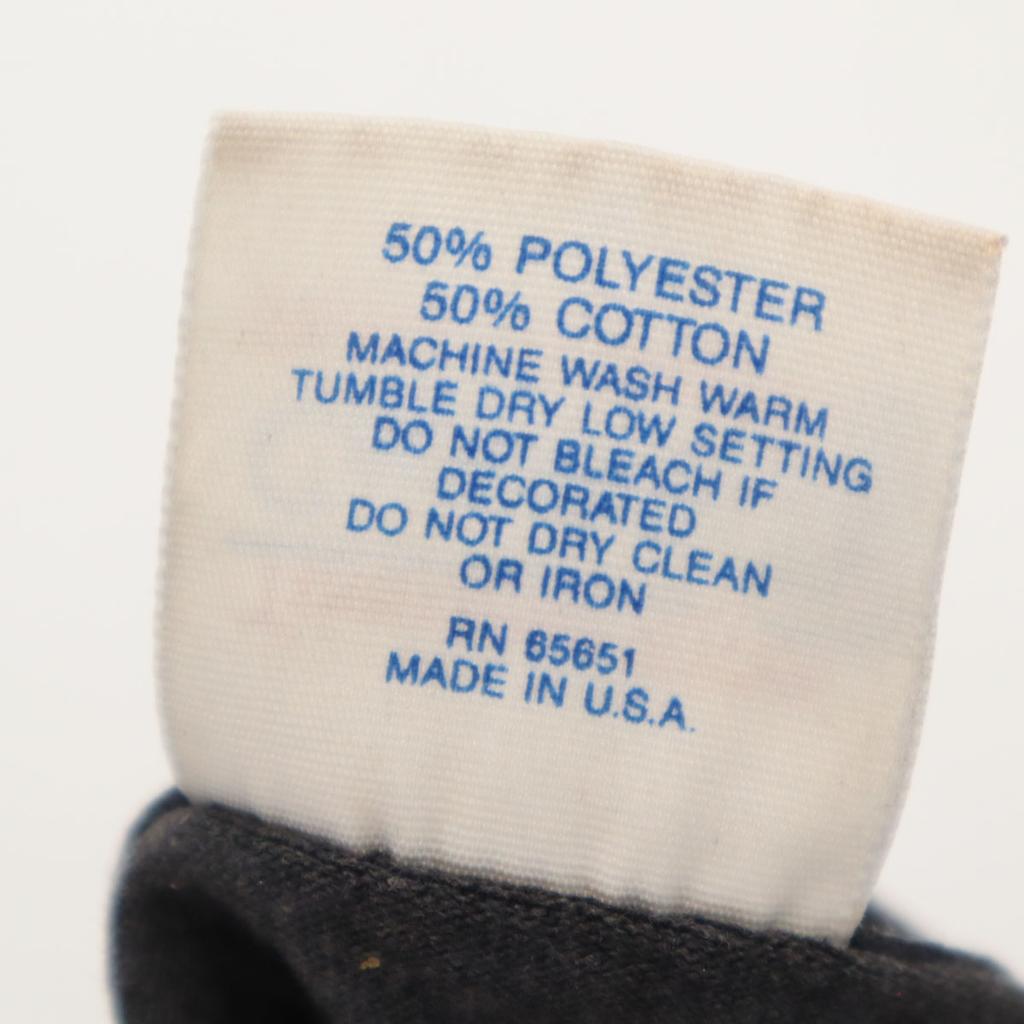 50% POLYESTER
50% COTTON
MACHINE WASH WARM
TUMBLE DRY LOW SETTING
DO NOT BLEACH IF
DECORATED
DO NOT DRY CLEAN
OR IRON
RN 65651
MADE IN U.S.A.